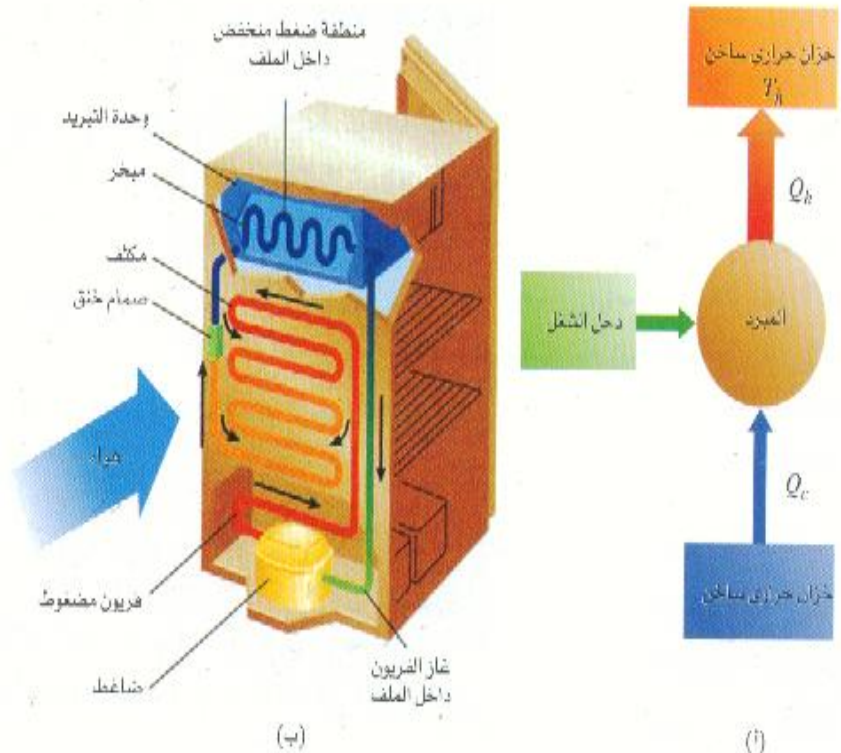 خزان حراري ساخن
T_h
Q_h
المبرد
دخل الشغل
Q_c
خزان حراري ساخن
(أ)
منطقة ضغط منخفض
داخل الملف
وحدة التبريد
مبخر
مكثف
صمام خنق
هواء
فريون مضغوط
ضاغط
غاز الفريون
داخل الملف
(ب)